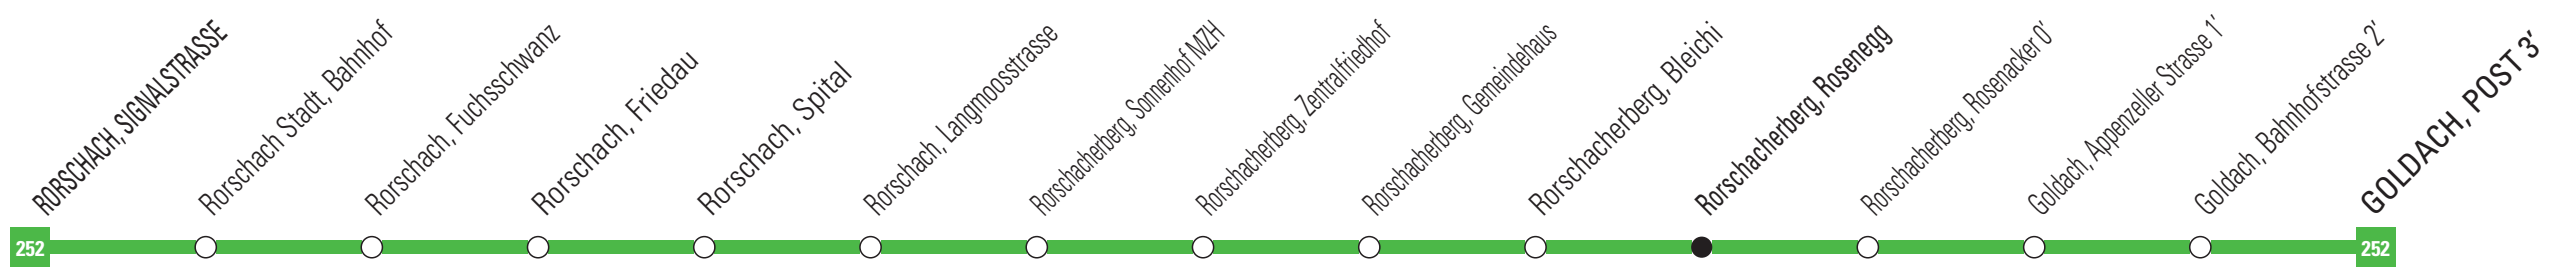 RORSCHACH, SIGNALSTRASSE
Rorschach Stadt, Bahnhof
Rorschach, Fuchsschwanz
Rorschach, Friedau
Rorschach, Spital
Rorschach, Langmoosstrasse
Rorschacherberg, Sonnenhof MZH
Rorschacherberg, Zentralfriedhof
Rorschacherberg, Gemeindehaus
Rorschacherberg, Bleichi
Rorschacherberg, Rosenegg
Rorschacherberg, Rosenacker 0'
Goldach, Appenzeller Strasse 1'
Goldach, Bahnhofstrasse 2'
GOLDACH, POST 3'
252
252